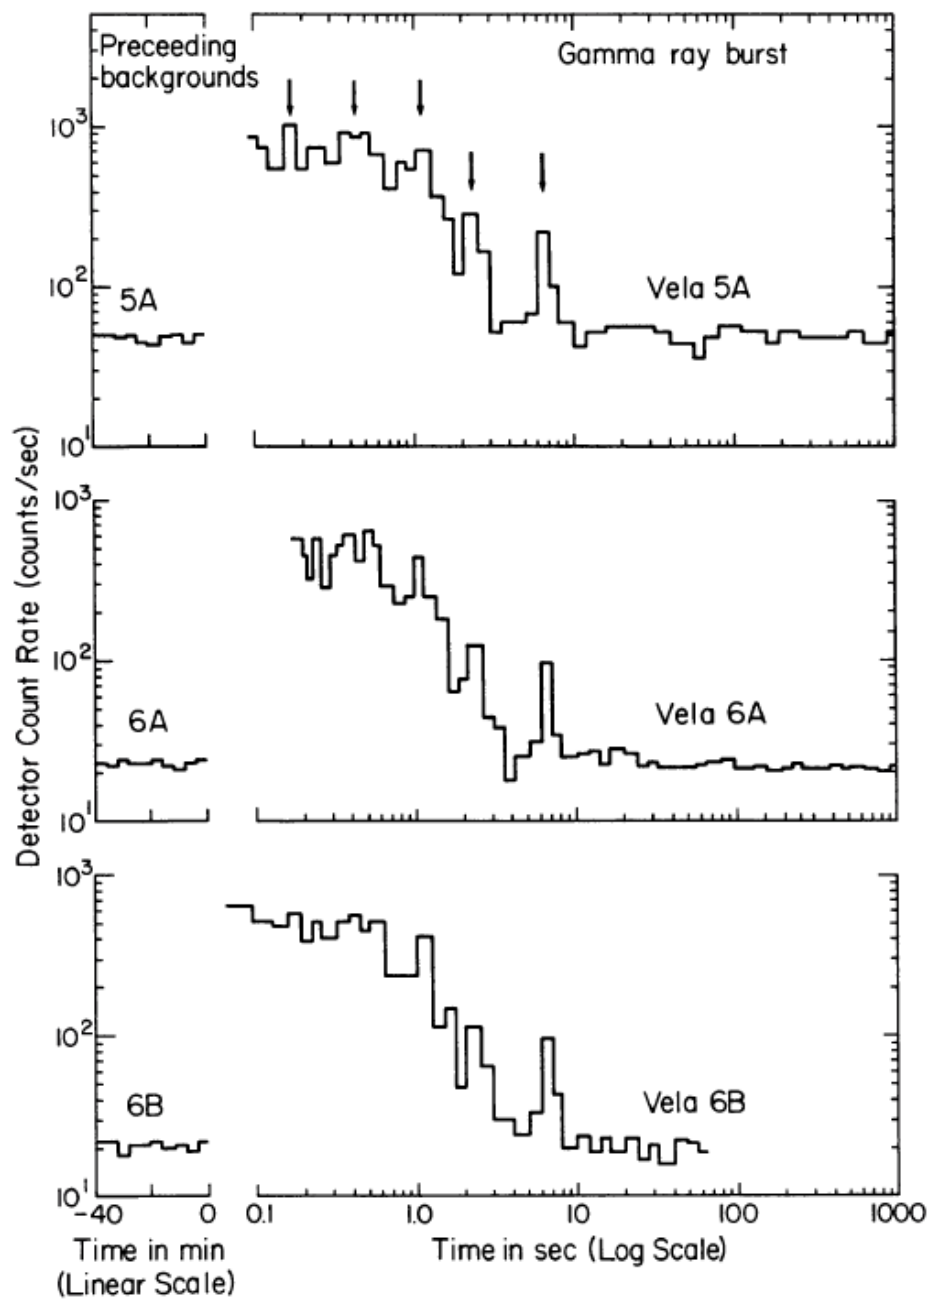 Preceeding
backgrounds
Gamma ray burst
10³
10²
10¹
5A
Vela 5A
Detector Count Rate (counts/sec)
10³
10²
10¹
6A
Vela 6A
10³
10²
10¹
6B
Vela 6B
-40 0 0.1 1.0 10 100 1000
Time in min
(Linear Scale)
Time in sec (Log Scale)